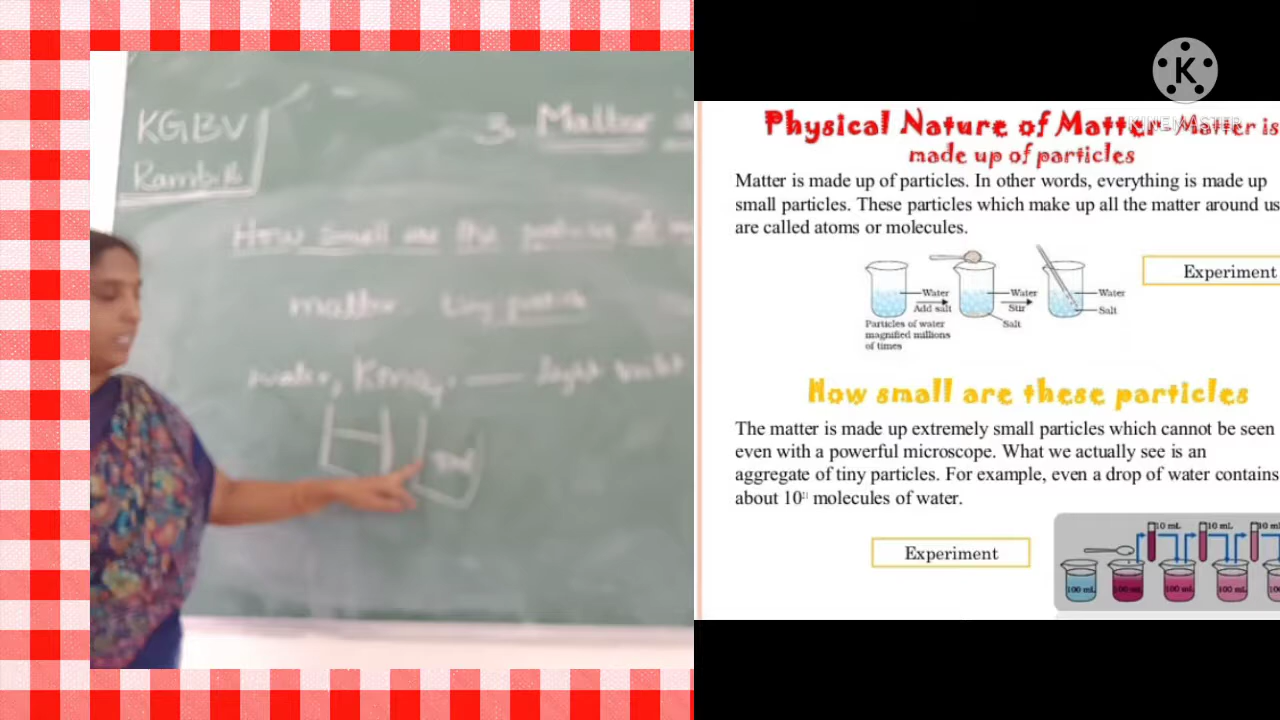 KGBV
3. Matter
How small are the particles of
matter tiny particles
water, Kmno4. — light
K
KINEMASTER
Physical Nature of Matter- Matter is
made up of particles
Matter is made up of particles. In other words, everything is made up
small particles. These particles which make up all the matter around us
are called atoms or molecules.
Water
Add salt
Water
Stir
Salt
Water
Salt
Particles of water
magnified millions
of times
Experiment
How small are these particles
The matter is made up extremely small particles which cannot be seen
even with a powerful microscope. What we actually see is an
aggregate of tiny particles. For example, even a drop of water contains
about 10²¹ molecules of water.
Experiment
10 mL 10 mL 10 mL
100 mL 100 mL 100 mL 100 mL